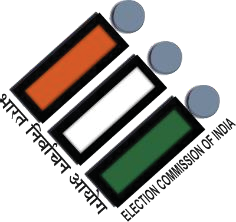 भारत निर्वाचन आयोग
ELECTION COMMISSION OF INDIA